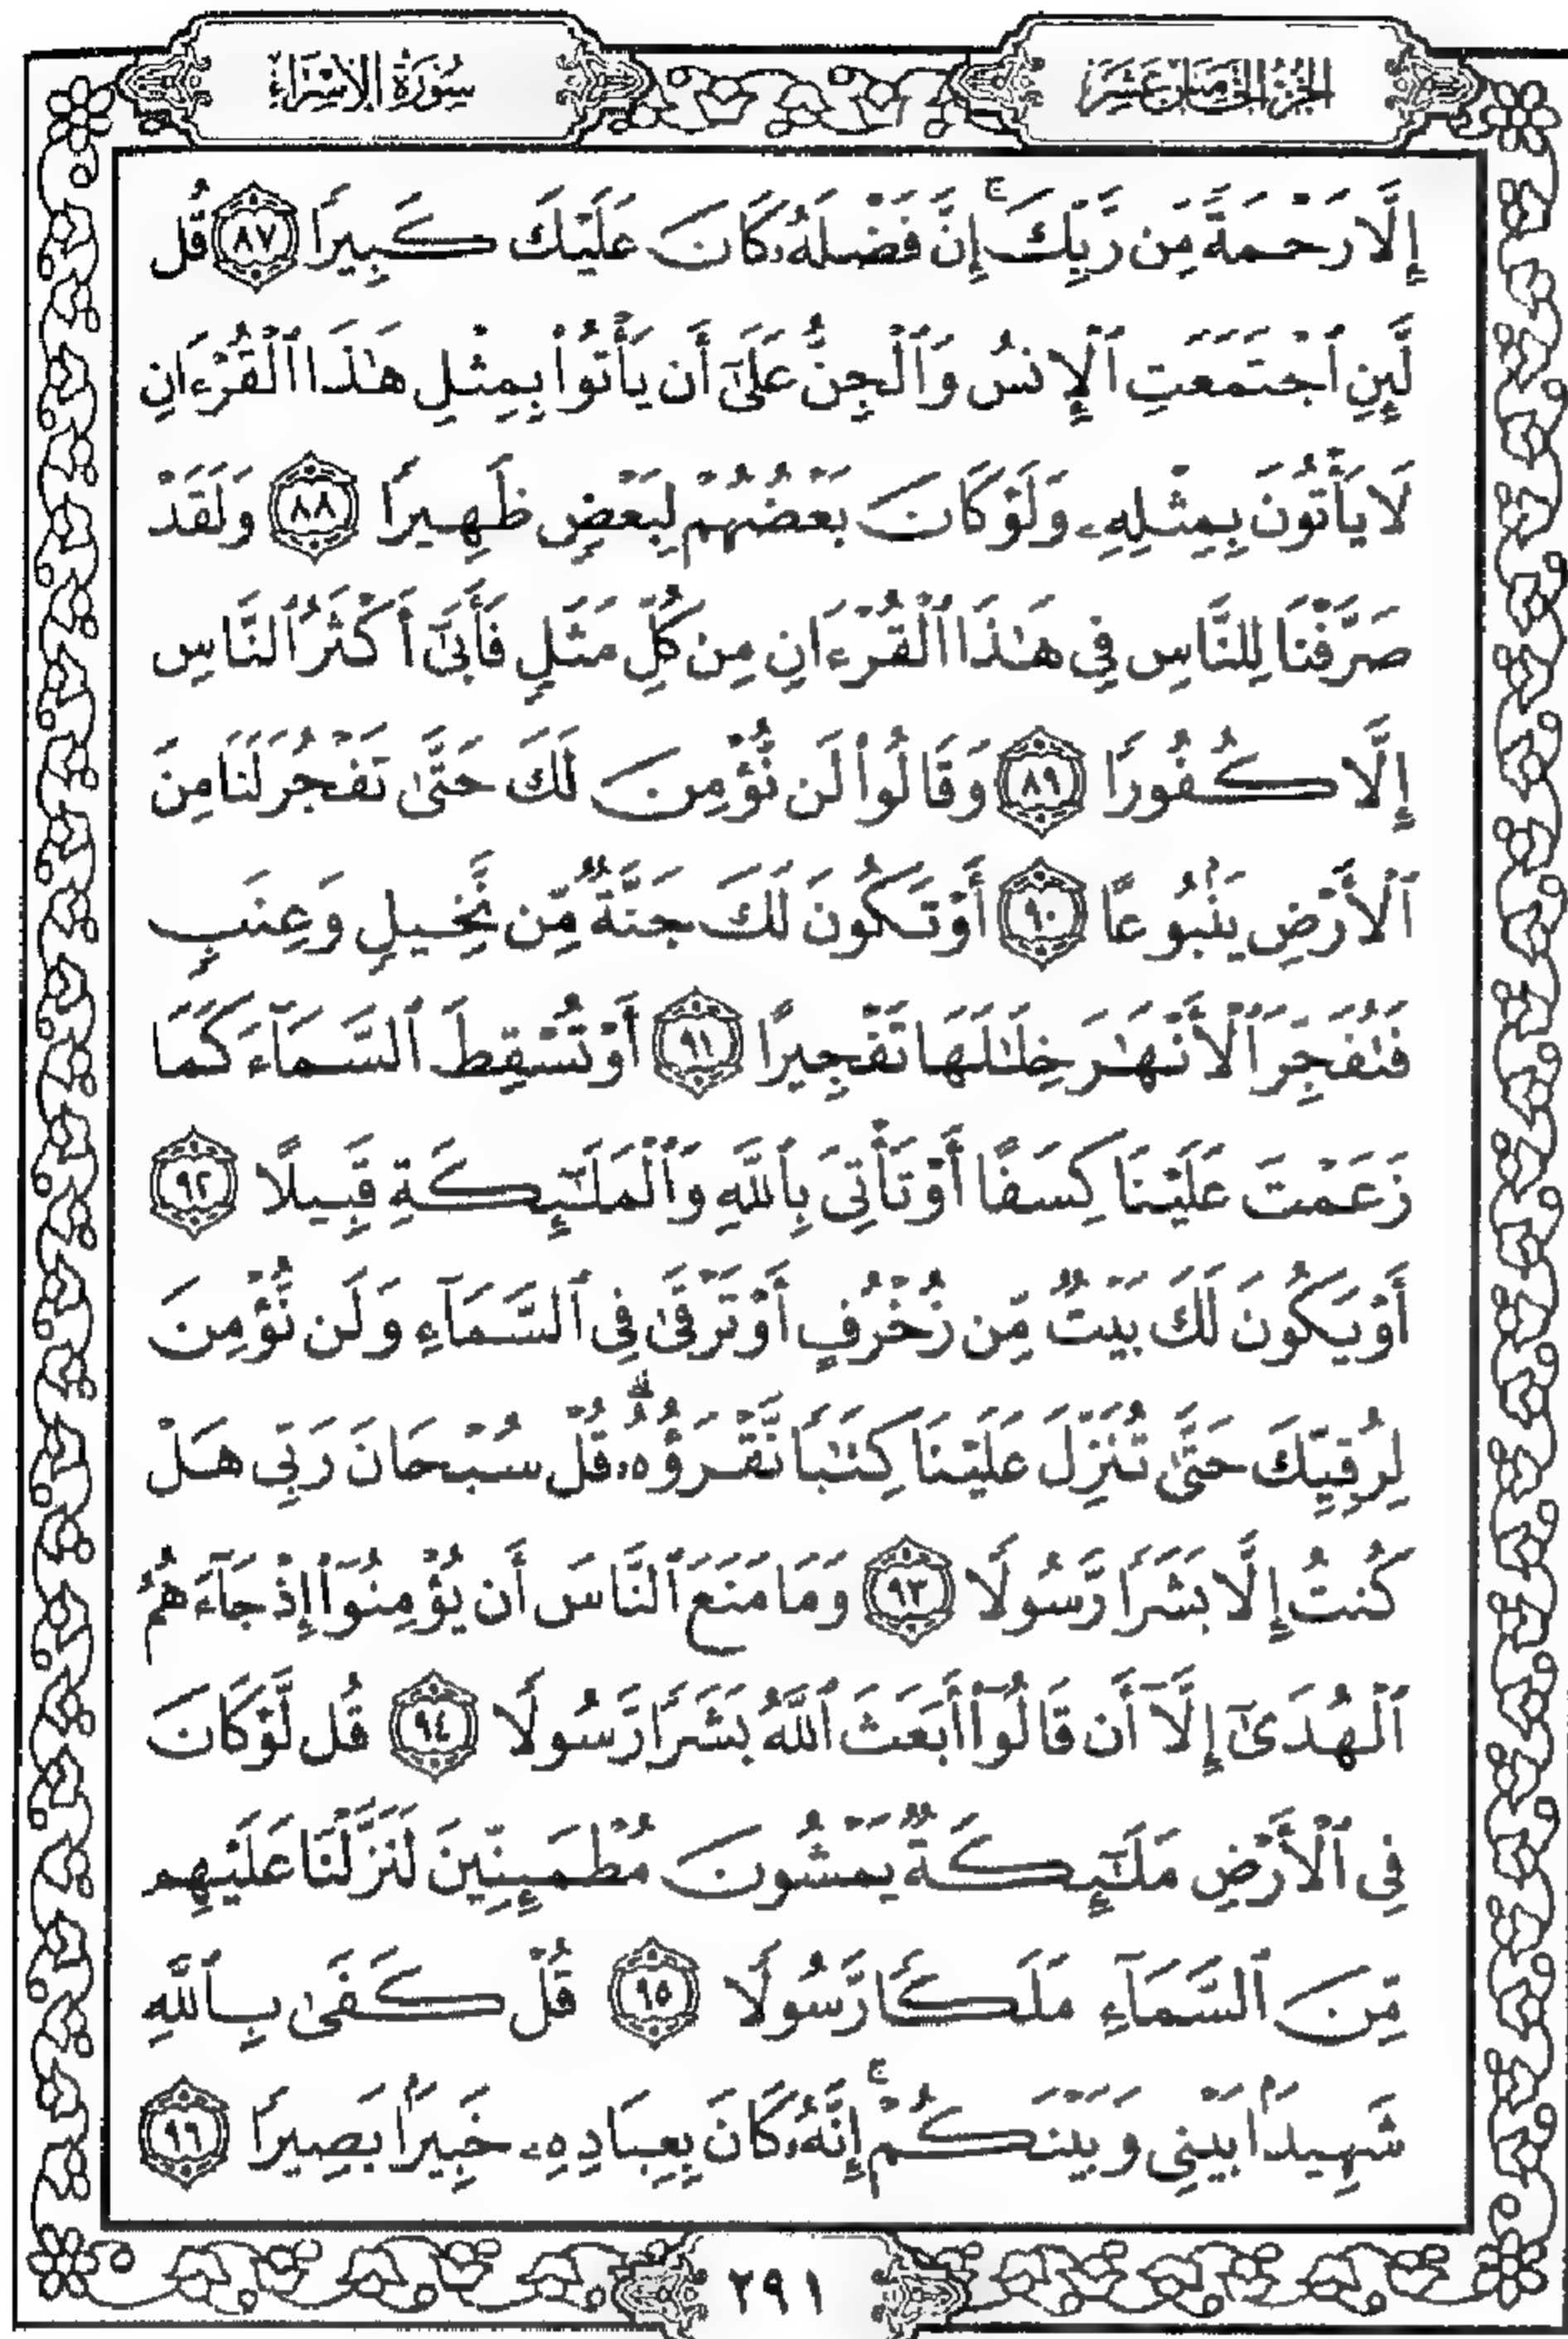 الجزء الخامس عشر
سورة الإسراء
إِلَّا رَحْمَةً مِّن رَّبِّكَ ۚ إِنَّ فَضْلَهُۥ كَانَ عَلَيْكَ كَبِيرًا ٨٧ قُل
لَّئِنِ ٱجْتَمَعَتِ ٱلْإِنسُ وَٱلْجِنُّ عَلَىٰٓ أَن يَأْتُوا۟ بِمِثْلِ هَٰذَا ٱلْقُرْءَانِ
لَا يَأْتُونَ بِمِثْلِهِۦ وَلَوْ كَانَ بَعْضُهُمْ لِبَعْضٍ ظَهِيرًا ٨٨ وَلَقَدْ
صَرَّفْنَا لِلنَّاسِ فِى هَٰذَا ٱلْقُرْءَانِ مِن كُلِّ مَثَلٍ فَأَبَىٰٓ أَكْثَرُ ٱلنَّاسِ
إِلَّا كُفُورًا ٨٩ وَقَالُوا۟ لَن نُّؤْمِنَ لَكَ حَتَّىٰ تَفْجُرَ لَنَا مِنَ
ٱلْأَرْضِ يَنۢبُوعًا ٩٠ أَوْ تَكُونَ لَكَ جَنَّةٌ مِّن نَّخِيلٍ وَعِنَبٍ
فَتُفَجِّرَ ٱلْأَنْهَٰرَ خِلَٰلَهَا تَفْجِيرًا ٩١ أَوْ تُسْقِطَ ٱلسَّمَآءَ كَمَا
زَعَمْتَ عَلَيْنَا كِسَفًا أَوْ تَأْتِىَ بِٱللَّهِ وَٱلْمَلَٰٓئِكَةِ قَبِيلًا ٩٢
أَوْ يَكُونَ لَكَ بَيْتٌ مِّن زُخْرُفٍ أَوْ تَرْقَىٰ فِى ٱلسَّمَآءِ وَلَن نُّؤْمِنَ
لِرُقِيِّكَ حَتَّىٰ تُنَزِّلَ عَلَيْنَا كِتَٰبًا نَّقْرَؤُهُۥ ۗ قُلْ سُبْحَانَ رَبِّى هَلْ
كُنتُ إِلَّا بَشَرًا رَّسُولًا ٩٣ وَمَا مَنَعَ ٱلنَّاسَ أَن يُؤْمِنُوٓا۟ إِذْ جَآءَهُمُ
ٱلْهُدَىٰٓ إِلَّآ أَن قَالُوٓا۟ أَبَعَثَ ٱللَّهُ بَشَرًا رَّسُولًا ٩٤ قُل لَّوْ كَانَ
فِى ٱلْأَرْضِ مَلَٰٓئِكَةٌ يَمْشُونَ مُطْمَئِنِّينَ لَنَزَّلْنَا عَلَيْهِم
مِّنَ ٱلسَّمَآءِ مَلَكًا رَّسُولًا ٩٥ قُلْ كَفَىٰ بِٱللَّهِ
شَهِيدًۢا بَيْنِى وَبَيْنَكُمْ ۚ إِنَّهُۥ كَانَ بِعِبَادِهِۦ خَبِيرًۢا بَصِيرًا ٩٦
٢٩١